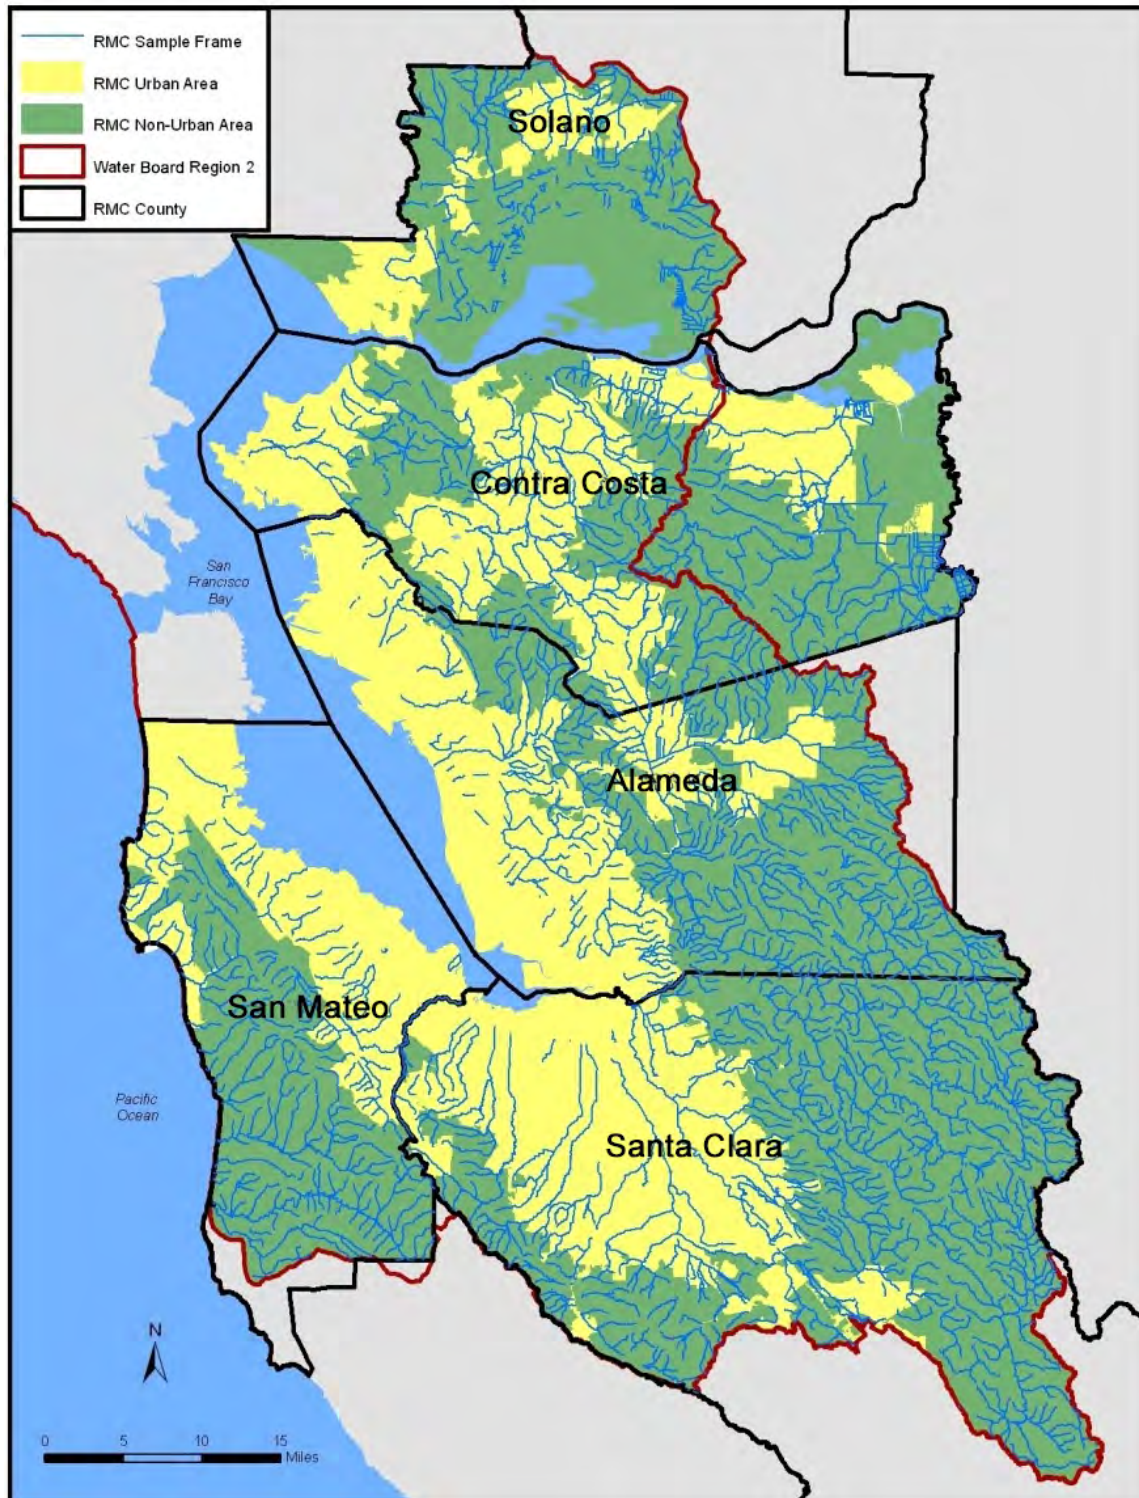 RMC Sample Frame
RMC Urban Area
RMC Non-Urban Area
Water Board Region 2
RMC County
Solano
Contra Costa
San
Francisco
Bay
Alameda
San Mateo
Pacific
Ocean
Santa Clara
N
0 5 10 15
Miles